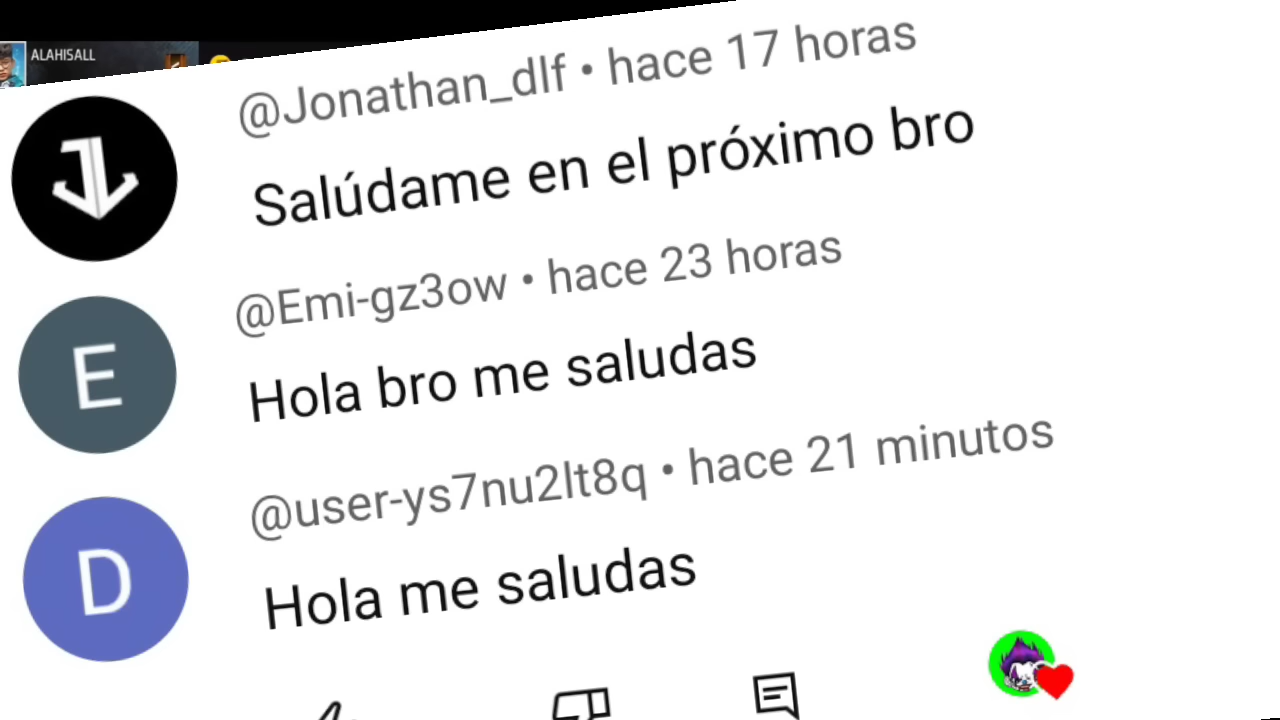 ALAHISALL
@Jonathan_dlf • hace 17 horas
Salúdame en el próximo bro
@Emi-gz3ow • hace 23 horas
E
Hola bro me saludas
@user-ys7nu2lt8q • hace 21 minutos
D
Hola me saludas